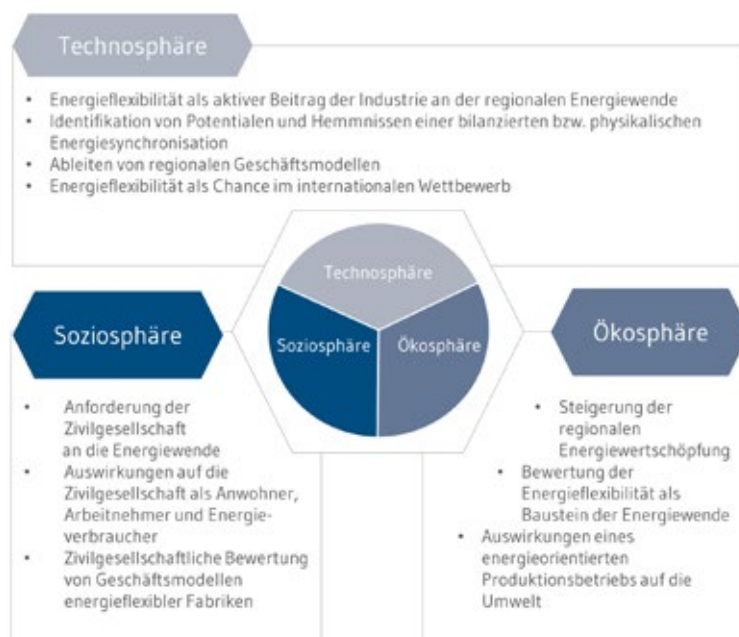 Technosphäre
• Energieflexibilität als aktiver Beitrag der Industrie an der regionalen Energiewende
• Identifikation von Potentialen und Hemmnissen einer bilanzierten bzw. physikalischen
Energiesynchronisation
• Ableiten von regionalen Geschäftsmodellen
• Energieflexibilität als Chance im internationalen Wettbewerb
Technosphäre
Soziosphäre
Ökosphäre
Soziosphäre
• Anforderung der
Zivilgesellschaft
an die Energiewende
• Auswirkungen auf die
Zivilgesellschaft als Anwohner,
Arbeitnehmer und Energie-
verbraucher
• Zivilgesellschaftliche Bewertung
von Geschäftsmodellen
energieflexibler Fabriken
Ökosphäre
• Steigerung der
regionalen
Energiewertschöpfung
• Bewertung der
Energieflexibilität als
Baustein der Energiewende
• Auswirkungen eines
energieorientierten
Produktionsbetriebs auf die
Umwelt